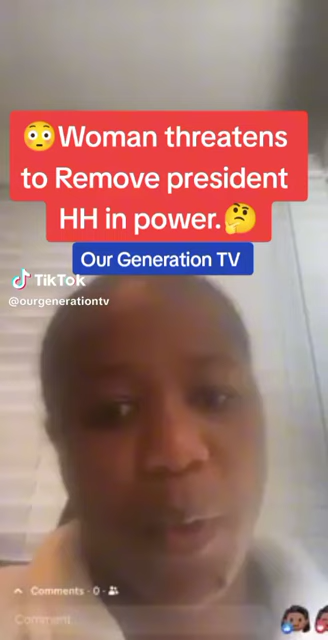 😳Woman threatens
to Remove president
HH in power.🤔
Our Generation TV
TikTok
@ourgenerationtv
Comments · 0 ·
Comment...